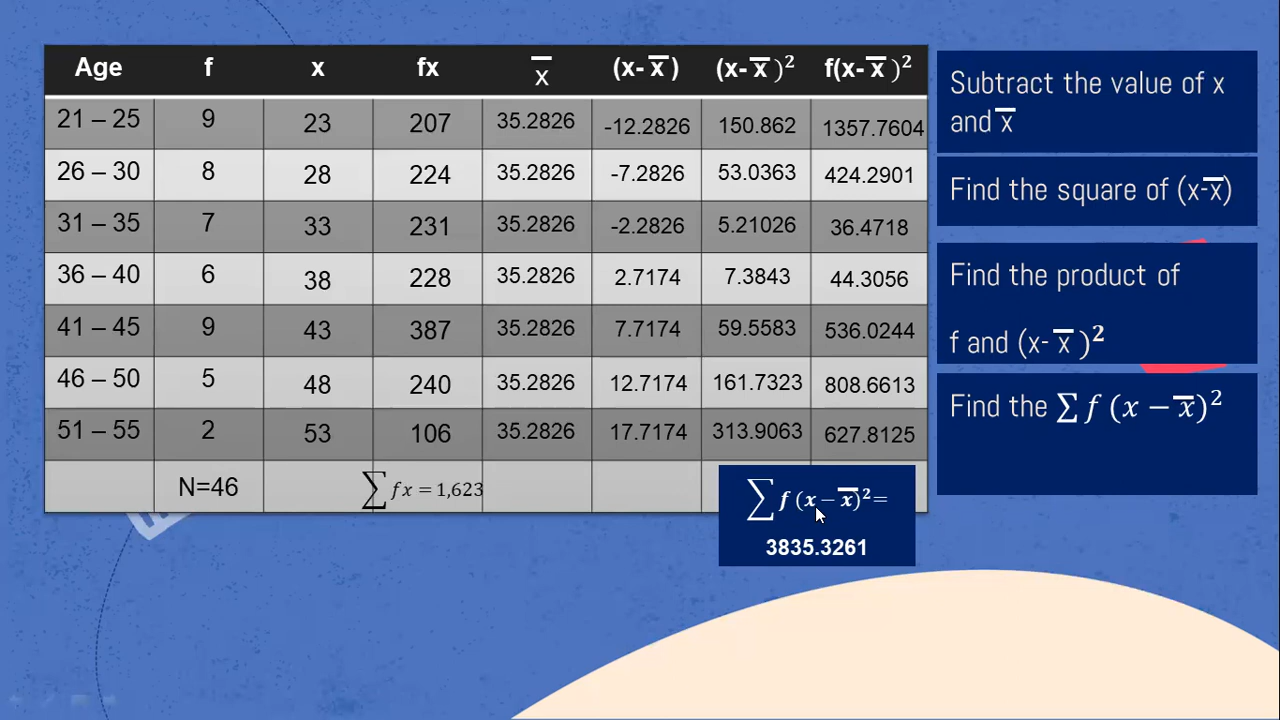 Age f x fx x̅ (x-x̅) (x-x̅)² f(x-x̅)²
21 – 25 9 23 207 35.2826 -12.2826 150.862 1357.7604
26 – 30 8 28 224 35.2826 -7.2826 53.0363 424.2901
31 – 35 7 33 231 35.2826 -2.2826 5.21026 36.4718
36 – 40 6 38 228 35.2826 2.7174 7.3843 44.3056
41 – 45 9 43 387 35.2826 7.7174 59.5583 536.0244
46 – 50 5 48 240 35.2826 12.7174 161.7323 808.6613
51 – 55 2 53 106 35.2826 17.7174 313.9063 627.8125
N=46 ∑fx = 1,623
∑ f (x – x̅)²=
3835.3261
Subtract the value of x
and x̅
Find the square of (x-x̅)
Find the product of
f and (x- x̅ )²
Find the ∑ f (x − x̅)²